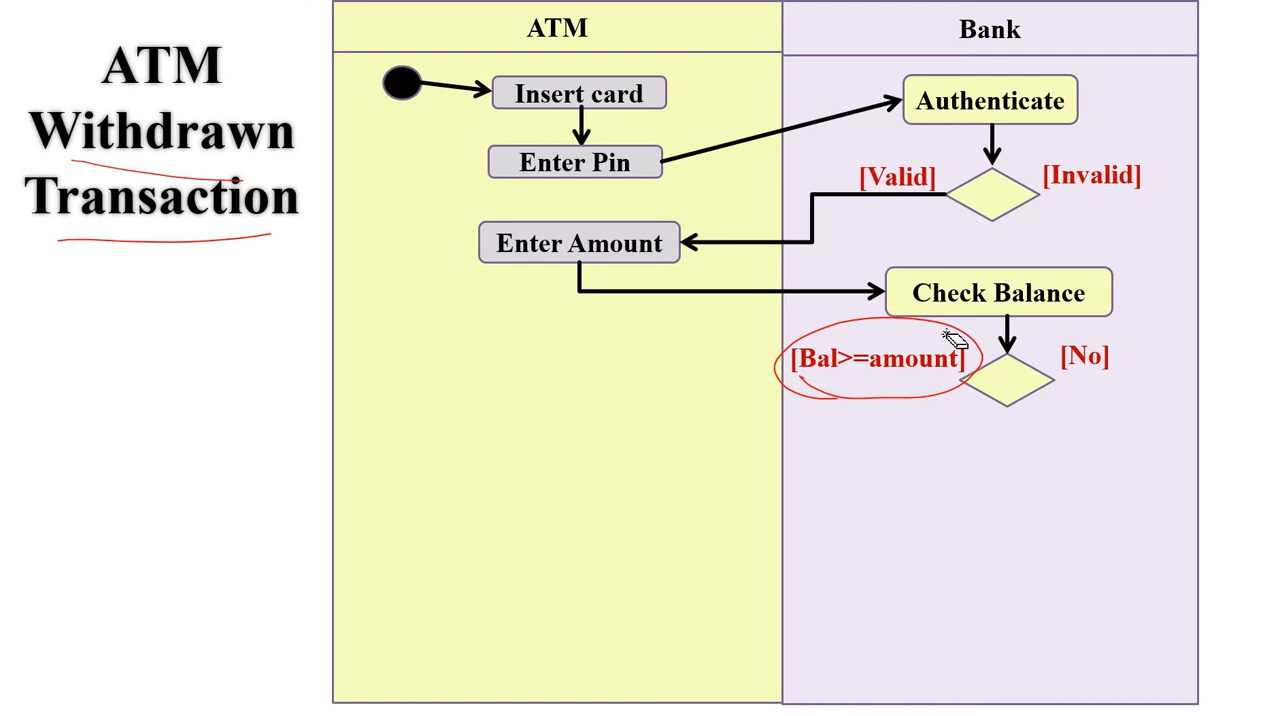 ATM
Withdrawn
Transaction
ATM
Bank
Insert card
Authenticate
Enter Pin
[Valid]
[Invalid]
Enter Amount
Check Balance
[Bal>=amount]
[No]